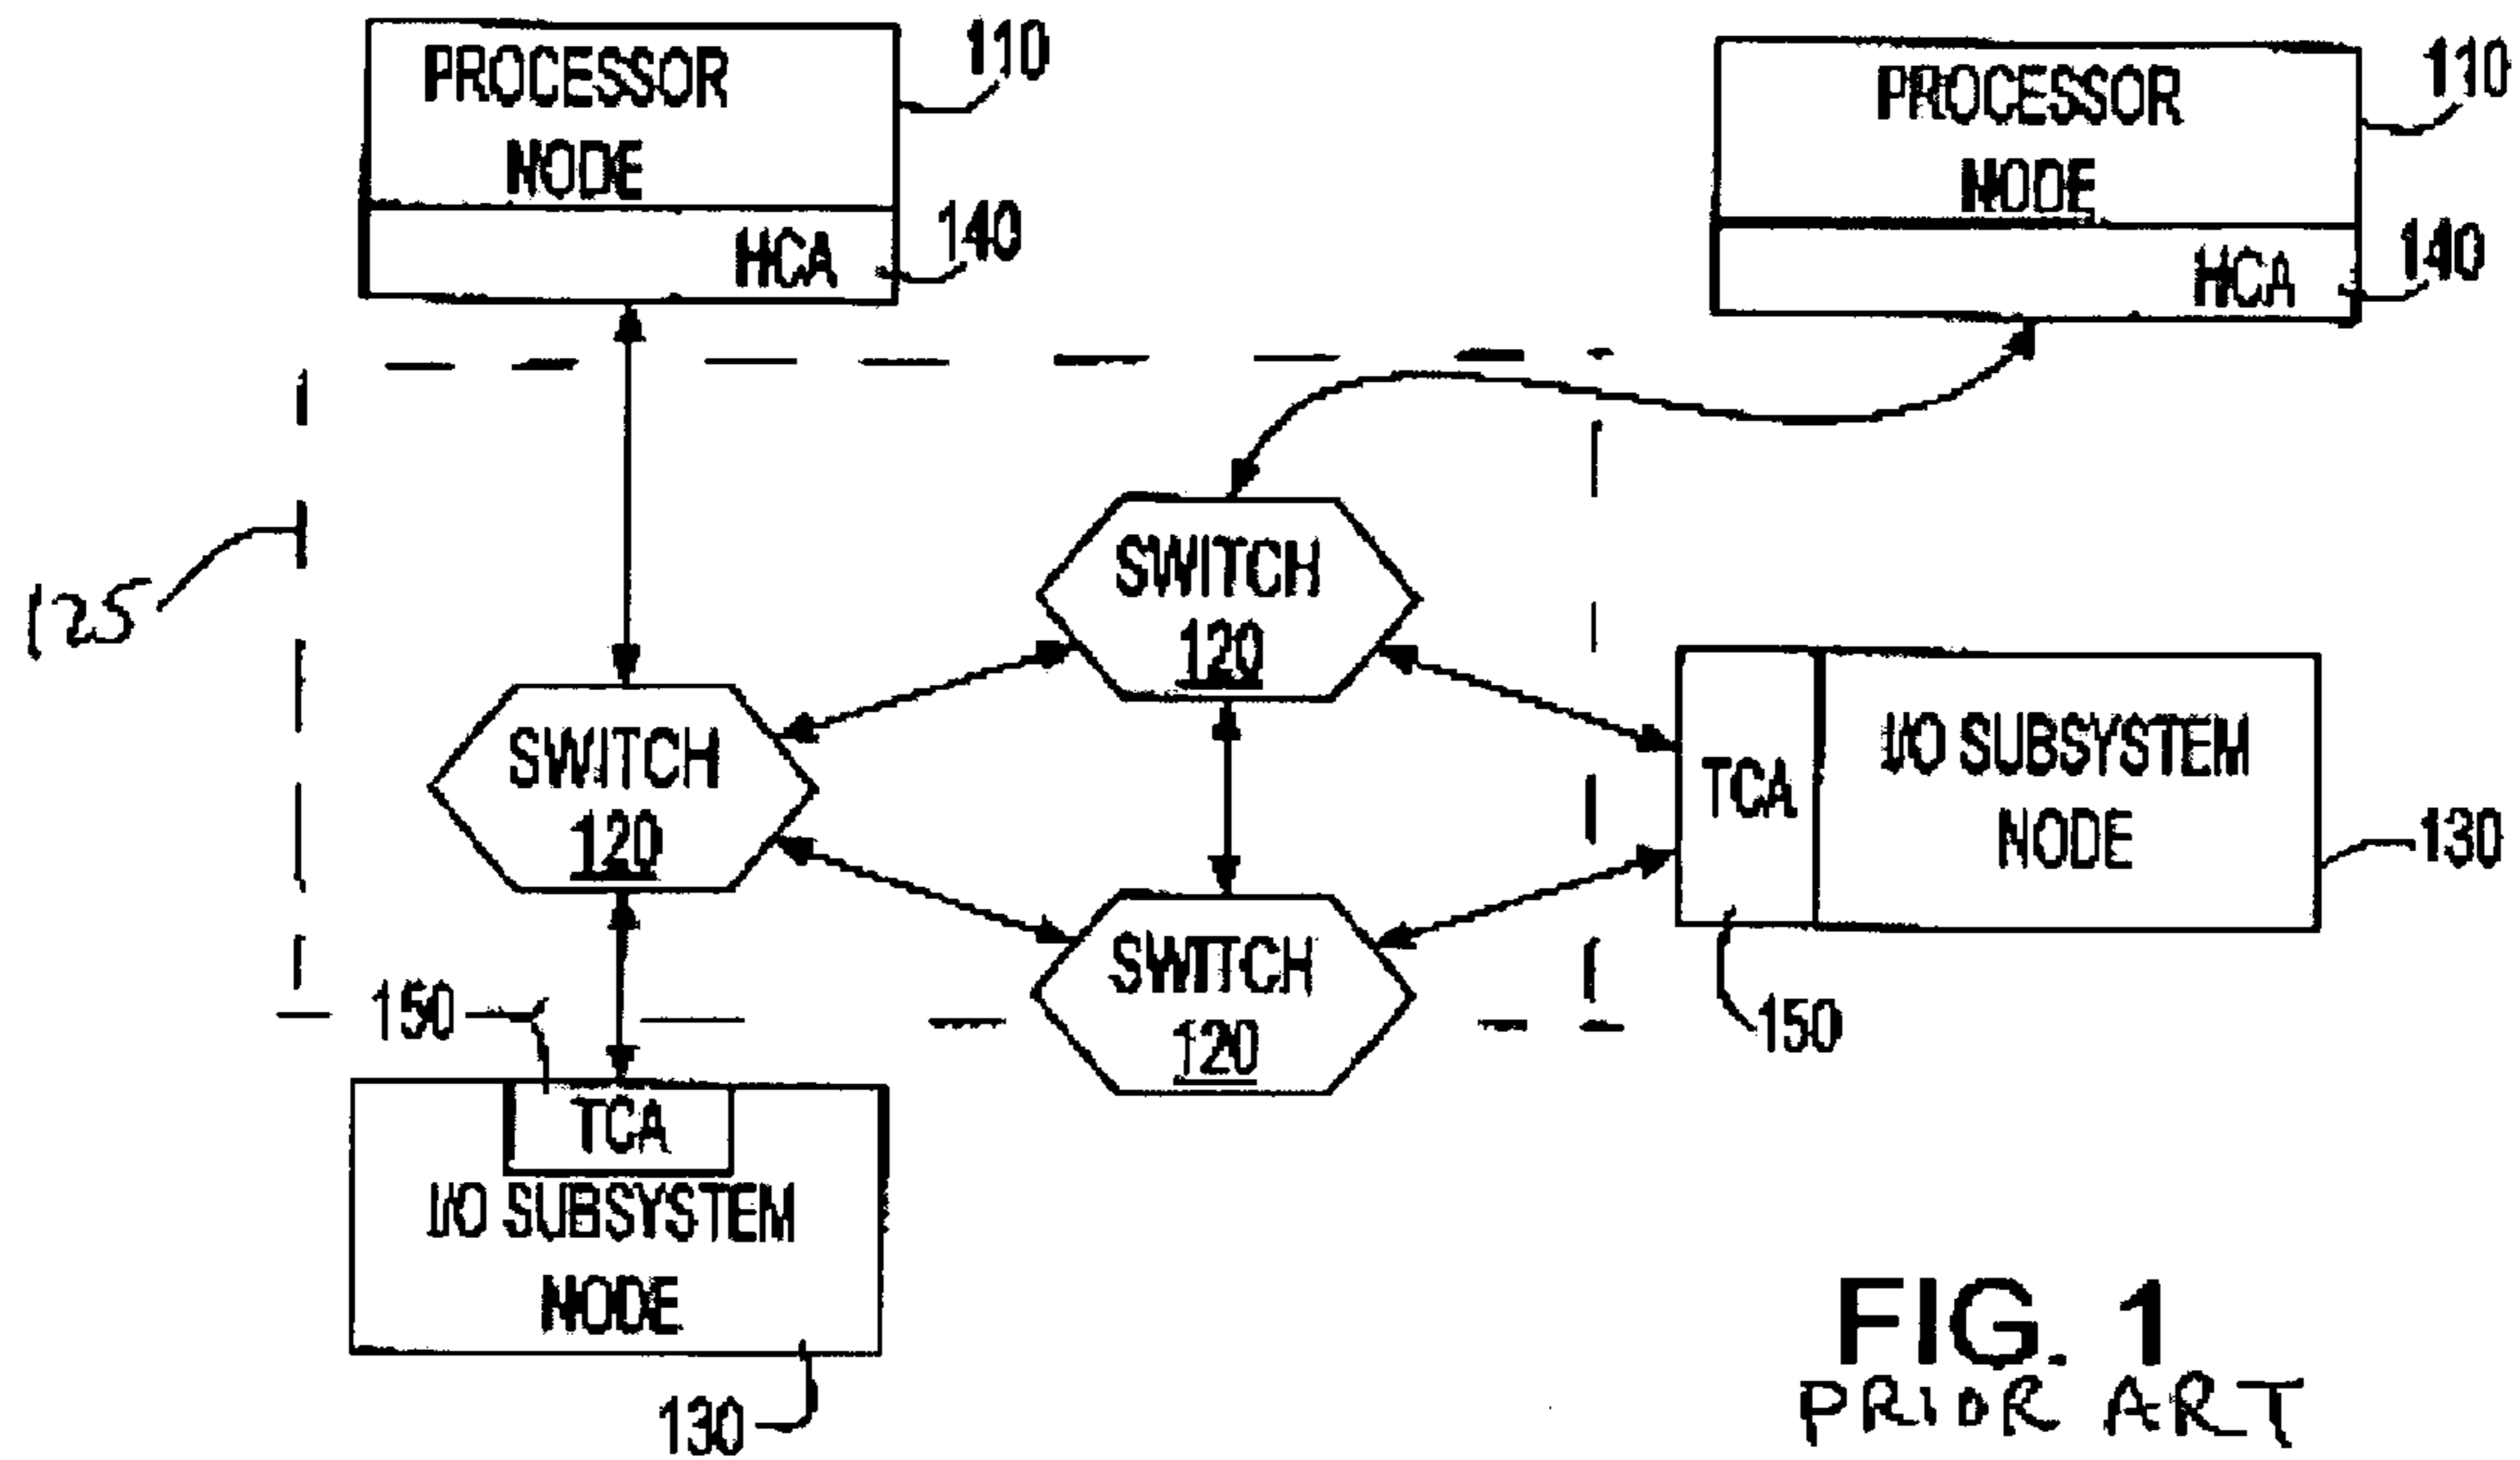 PROCESSOR
NODE
110
HCA
140
PROCESSOR
NODE
110
HCA
140
125
SWITCH
120
SWITCH
120
TCA
I/O SUBSYSTEM
NODE
130
150
SWITCH
120
150
TCA
I/O SUBSYSTEM
NODE
130
FIG. 1
PRIOR ART